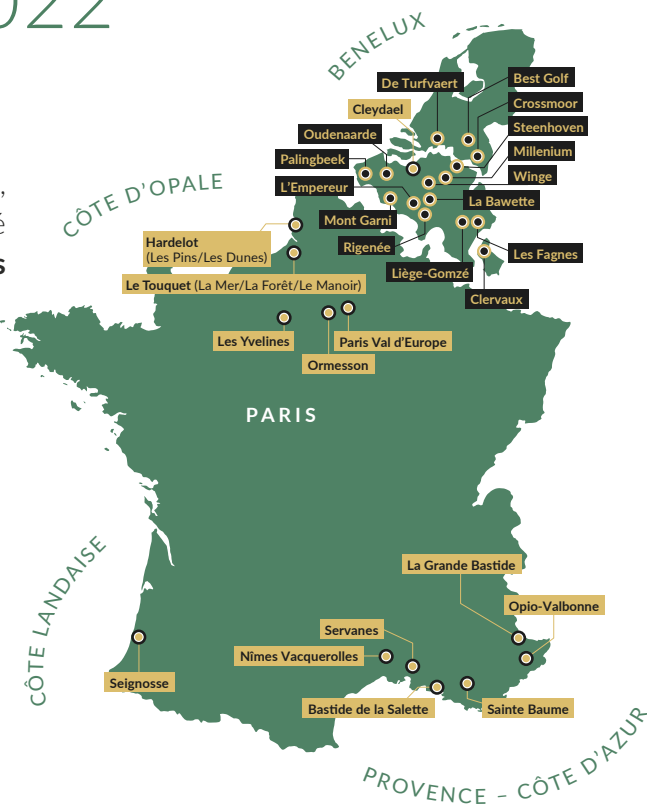 2022
BENELUX
De Turfvaert
Best Golf
Cleydael
Crossmoor
Oudenaarde
Steenhoven
Palingbeek
Millenium
L'Empereur
Winge
La Bawette
Mont Garni
Rigenée
Les Fagnes
Liège-Gomzé
Clervaux
CÔTE D'OPALE
,
é
s
Hardelot
(Les Pins/Les Dunes)
Le Touquet (La Mer/La Forêt/Le Manoir)
Les Yvelines
Paris Val d'Europe
Ormesson
PARIS
CÔTE LANDAISE
La Grande Bastide
Opio-Valbonne
Servanes
Nîmes Vacquerolles
Seignosse
Bastide de la Salette
Sainte Baume
PROVENCE – CÔTE D'AZUR